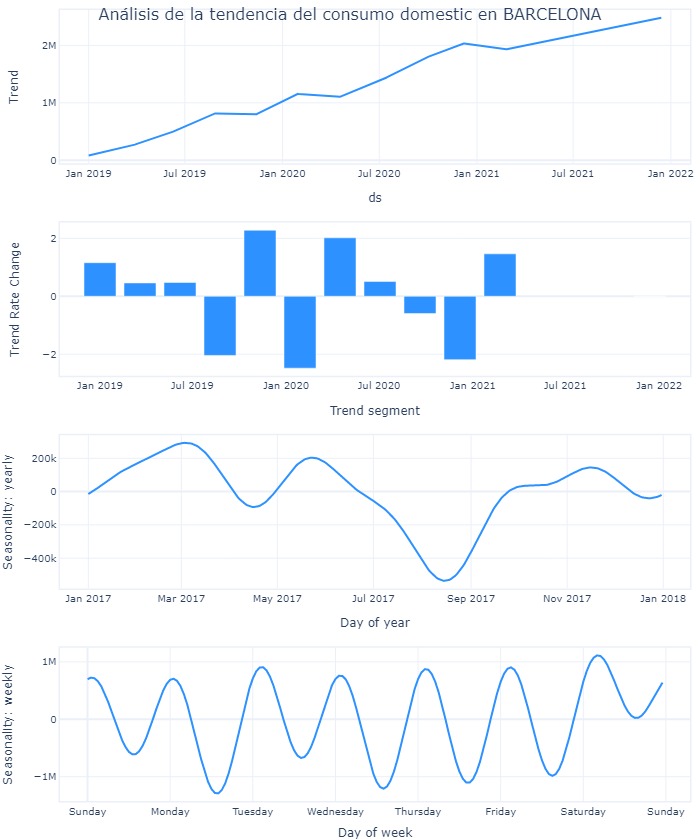 Análisis de la tendencia del consumo domestic en BARCELONA
2M
1M
0
Trend
Jan 2019 Jul 2019 Jan 2020 Jul 2020 Jan 2021 Jul 2021 Jan 2022
ds
2
0
−2
Trend Rate Change
Jan 2019 Jul 2019 Jan 2020 Jul 2020 Jan 2021 Jul 2021 Jan 2022
Trend segment
200k
0
−200k
−400k
Seasonality: yearly
Jan 2017 Mar 2017 May 2017 Jul 2017 Sep 2017 Nov 2017 Jan 2018
Day of year
1M
0
−1M
Seasonality: weekly
Sunday Monday Tuesday Wednesday Thursday Friday Saturday Sunday
Day of week